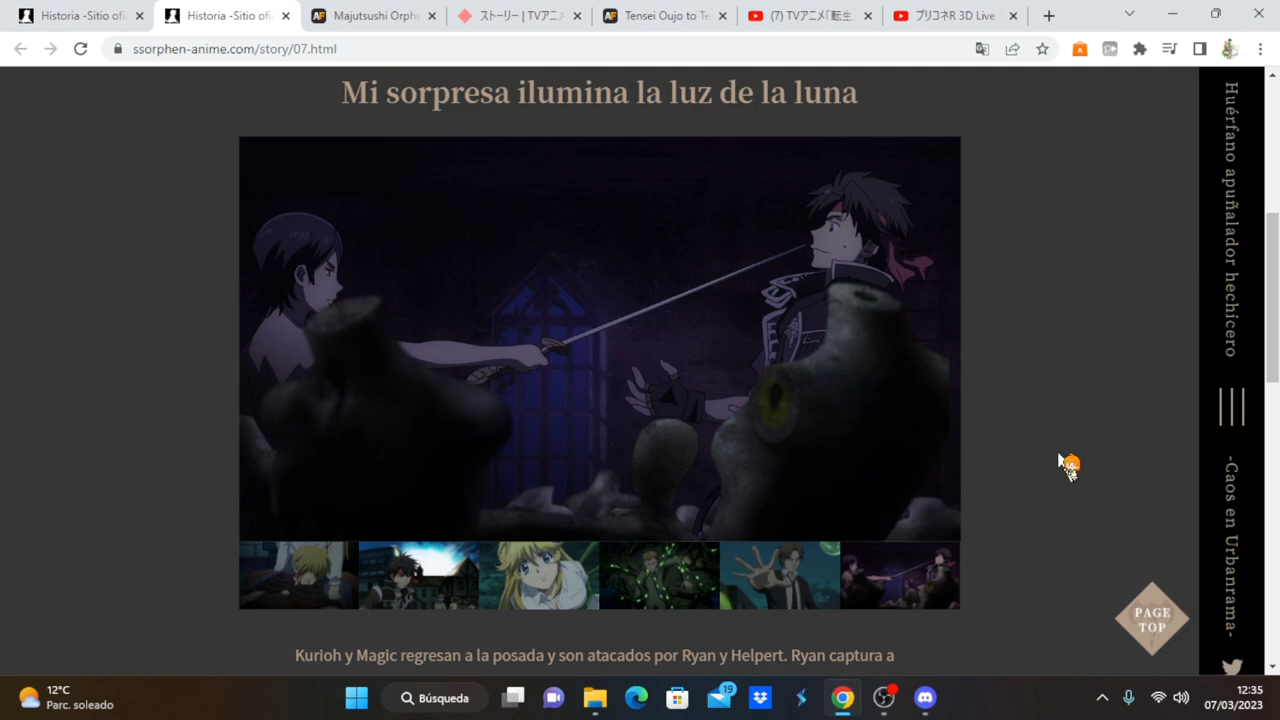 Historia -Sitio ofi
Historia -Sitio ofi
Majutsushi Orphe
ストーリー | TVアニメ
Tensei Oujo to Te
(7) TVアニメ『転生
プリコネR 3D Live
ssorphen-anime.com/story/07.html
Mi sorpresa ilumina la luz de la luna
Huérfano apuñalador hechicero
-Caos en Urbanrama-
PAGE
TOP
Kurioh y Magic regresan a la posada y son atacados por Ryan y Helpert. Ryan captura a
12°C
Parc. soleado
Búsqueda
19
12:35
07/03/2023